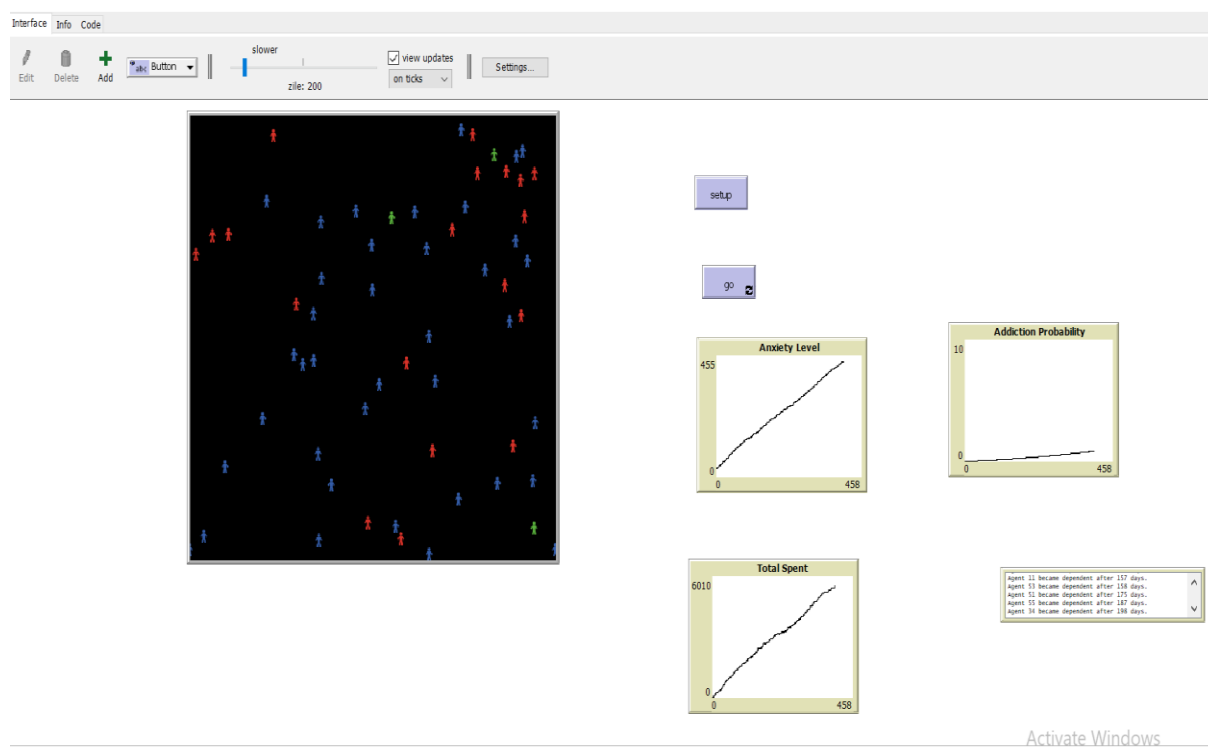 Interface Info Code
slower
Edit Delete Add abc Button view updates
on ticks
Settings...
zile: 200
setup
go
Anxiety Level
455
0
0 458
Addiction Probability
10
0
0 458
Total Spent
6010
0
0 458
Agent 11 became dependent after 157 days.
Agent 53 became dependent after 158 days.
Agent 51 became dependent after 175 days.
Agent 55 became dependent after 187 days.
Agent 34 became dependent after 198 days.
Activate Windows